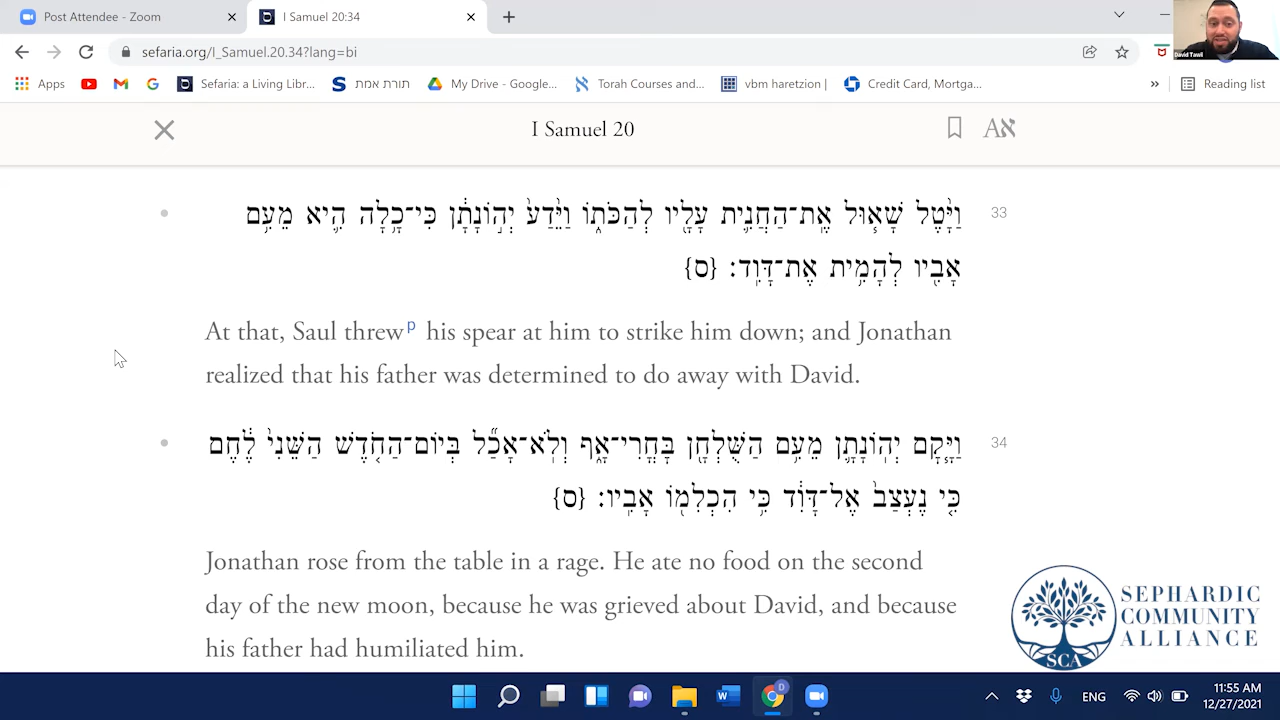 Post Attendee - Zoom
I Samuel 20:34
sefaria.org/I_Samuel.20.34?lang=bi
David Tawil
Apps
Sefaria: a Living Libr...
תורת אמת
My Drive - Google...
Torah Courses and...
vbm haretzion |
Credit Card, Mortga...
»
Reading list
I Samuel 20
Aא
33
וַיָּ֨טֶל שָׁא֧וּל אֶֽת־הַחֲנִ֛ית עָלָ֖יו לְהַכֹּת֑וֹ וַיֵּ֙דַע֙ יְה֣וֹנָתָ֔ן כִּי־כָ֥לָה הִ֛יא מֵעִ֥ם
אָבִ֖יו לְהָמִ֥ית אֶת־דָּוִֽד׃ {ס}
At that, Saul threwᵖ his spear at him to strike him down; and Jonathan
realized that his father was determined to do away with David.
34
וַיָּ֧קׇם יְהוֹנָתָ֛ן מֵעִ֥ם הַשֻּׁלְחָ֖ן בׇּחֳרִי־אָ֑ף וְלֹא־אָכַ֞ל בְּיוֹם־הַחֹ֤דֶשׁ הַשֵּׁנִי֙ לֶ֔חֶם
כִּ֤י נֶעְצַב֙ אֶל־דָּוִ֔ד כִּ֥י הִכְלִמ֖וֹ אָבִֽיו׃ {ס}
Jonathan rose from the table in a rage. He ate no food on the second
day of the new moon, because he was grieved about David, and because
his father had humiliated him.
SEPHARDIC
COMMUNITY
ALLIANCE
SCA
D
ENG
11:55 AM
12/27/2021